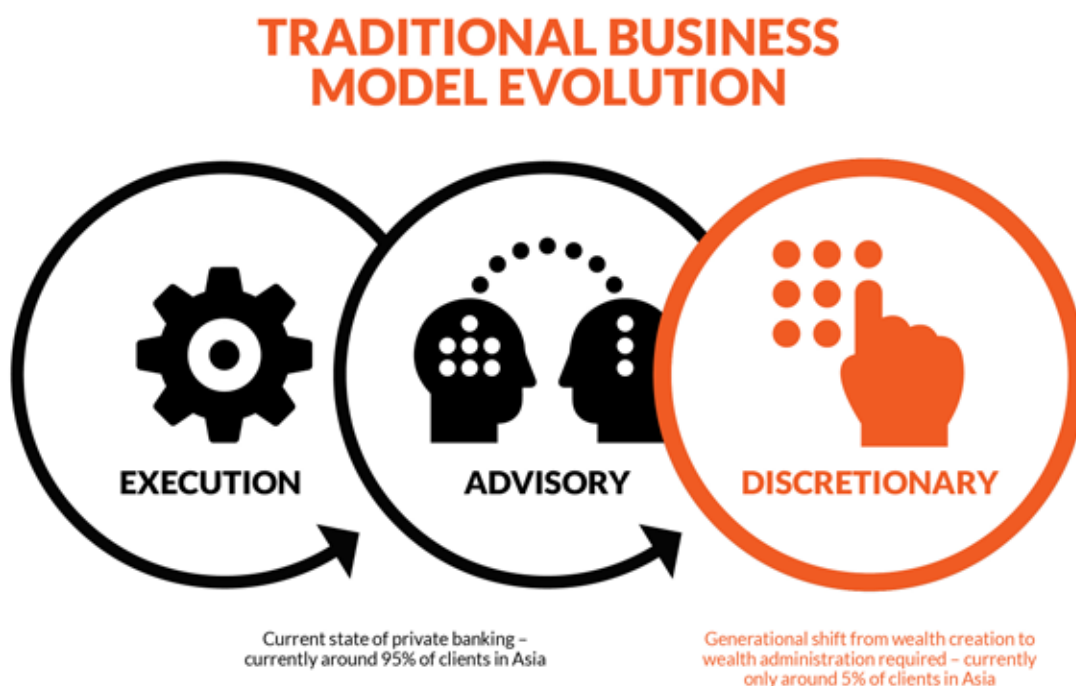 TRADITIONAL BUSINESS
MODEL EVOLUTION
EXECUTION
ADVISORY
DISCRETIONARY
Current state of private banking –
currently around 95% of clients in Asia
Generational shift from wealth creation to
wealth administration required – currently
only around 5% of clients in Asia